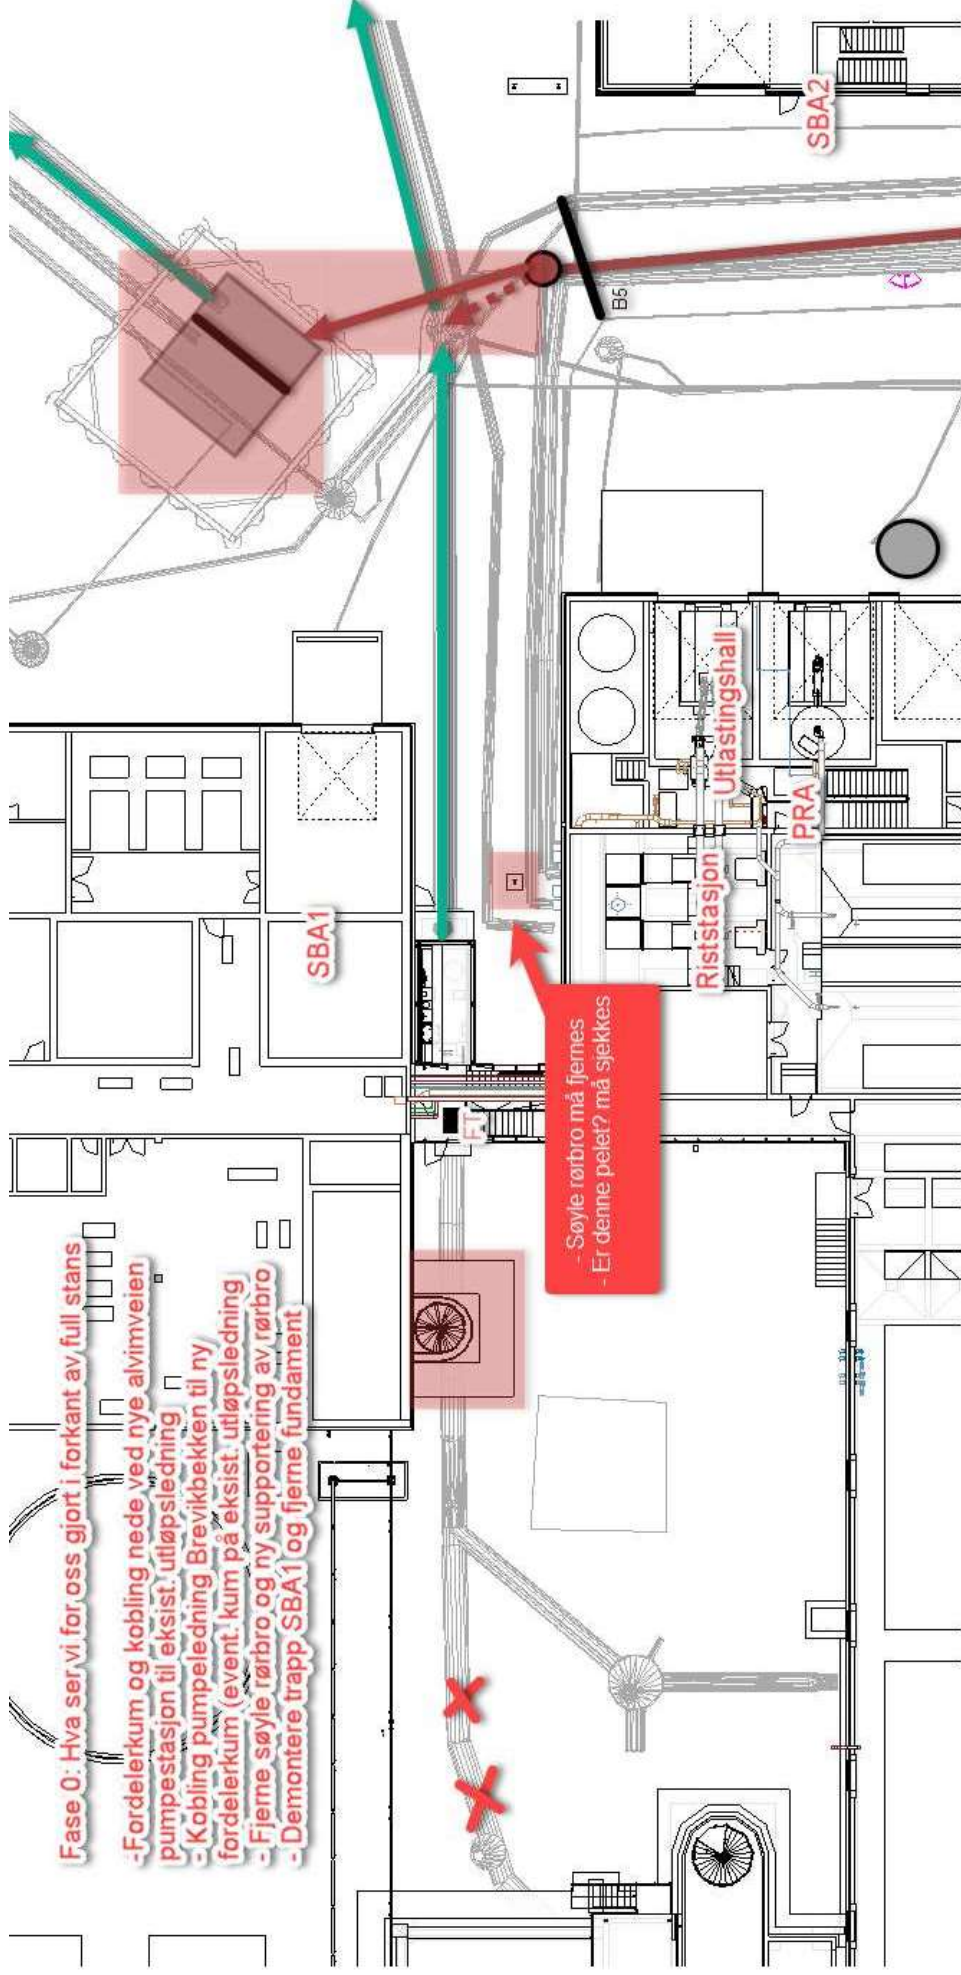 Fase 0: Hva ser vi for oss gjort i forkant av full stans
-Fordelerkum og kobling nede ved nye alvimveien
pumpestasjon til eksist. utløpsledning
- Kobling pumpeledning Brevikbekken til ny
fordelerkum (event. kum på eksist. utløpsledning
- Fjerne søyle rørbro og ny supportering av rørbro
- Demontere trapp SBA1 og fjerne fundament
SBA1
SBA2
B5
FT
- Søyle rørbro må fjernes
- Er denne pelet? må sjekkes
Riststasjon
Utlastingshall
PRA